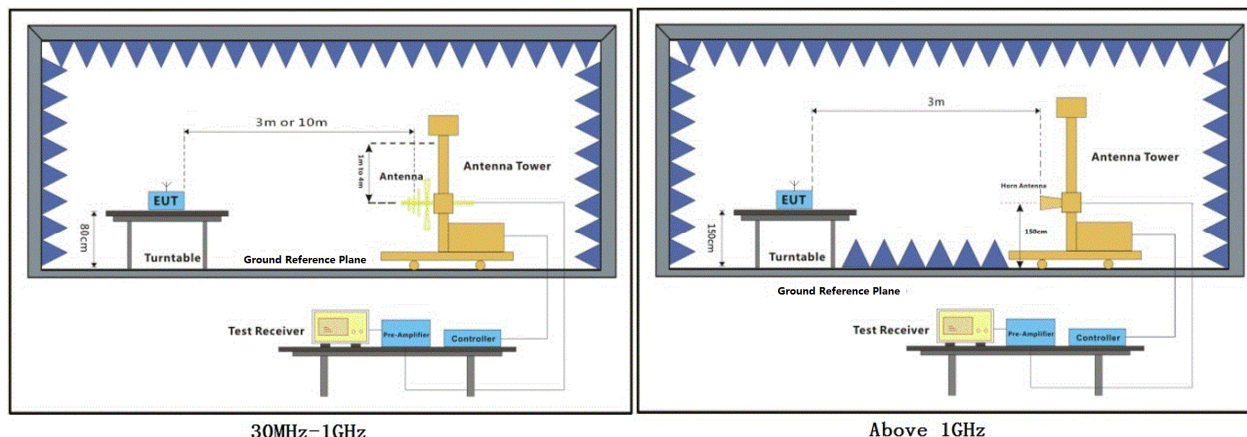 3m or 10m
1m to 4m
Antenna
Antenna Tower
EUT
80cm
Turntable
Ground Reference Plane
Test Receiver
Pre-Amplifier
Controller
30MHz-1GHz
3m
Antenna Tower
Horn Antenna
EUT
150cm
150cm
Turntable
Ground Reference Plane
Test Receiver
Pre-Amplifier
Controller
Above 1GHz